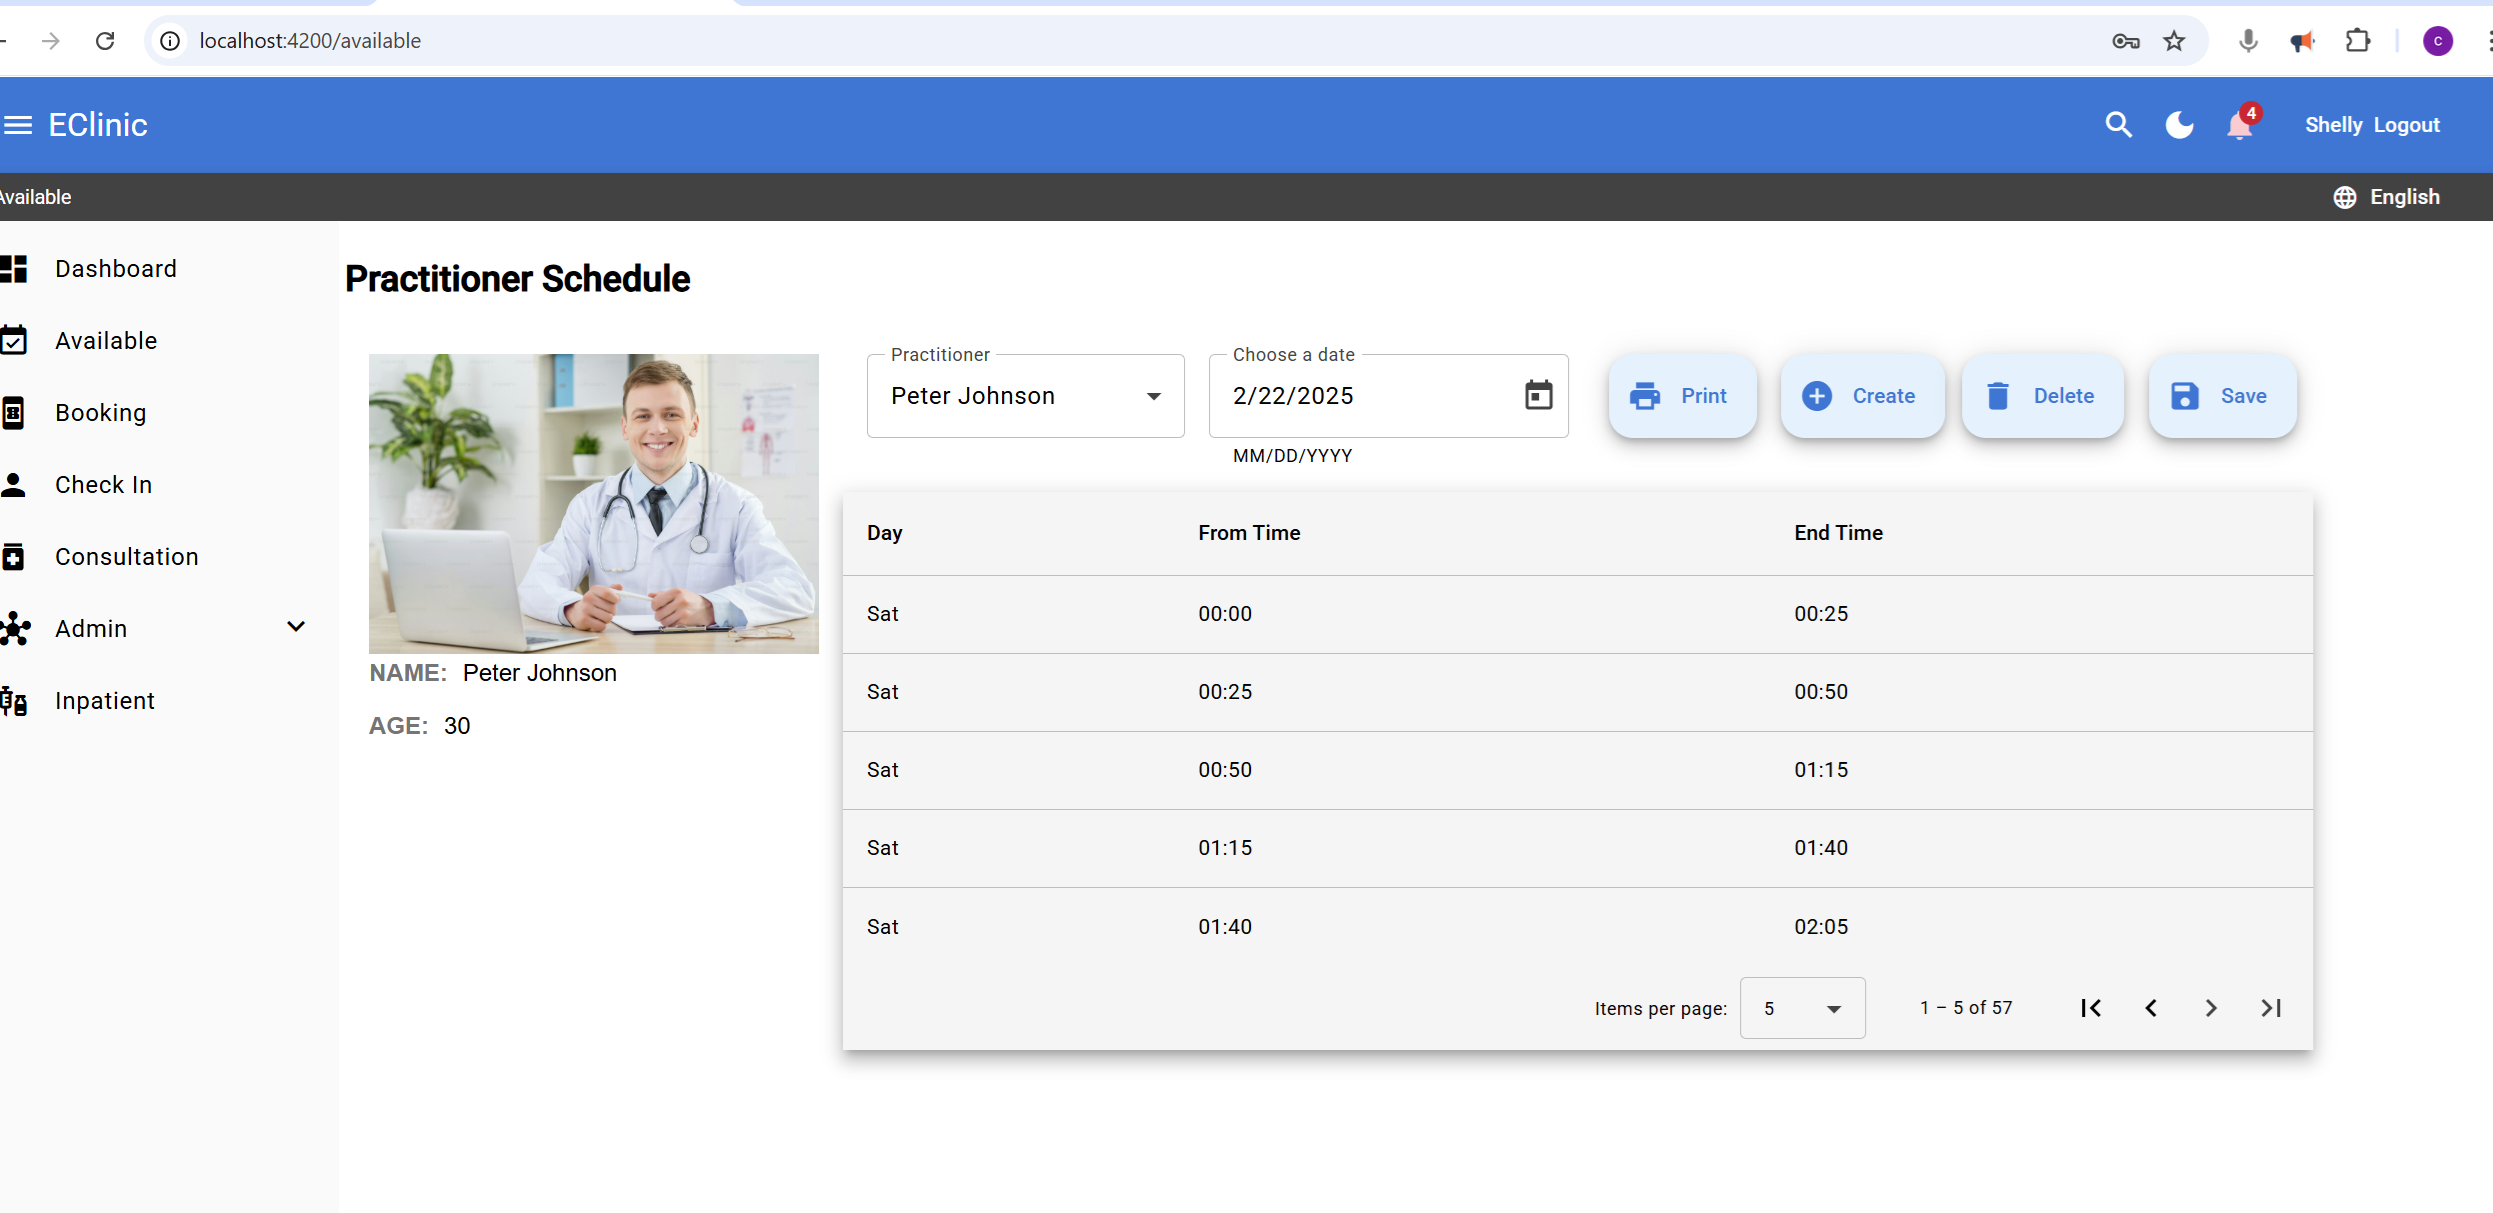 localhost:4200/available
C
EClinic
4
Shelly Logout
Available
English
Dashboard
Available
Booking
Check In
Consultation
Admin
Inpatient
Practitioner Schedule
NAME: Peter Johnson
AGE: 30
Practitioner
Peter Johnson
Choose a date
2/22/2025
MM/DD/YYYY
Print
Create
Delete
Save
Day From Time End Time
Sat 00:00 00:25
Sat 00:25 00:50
Sat 00:50 01:15
Sat 01:15 01:40
Sat 01:40 02:05
Items per page: 5 1 – 5 of 57